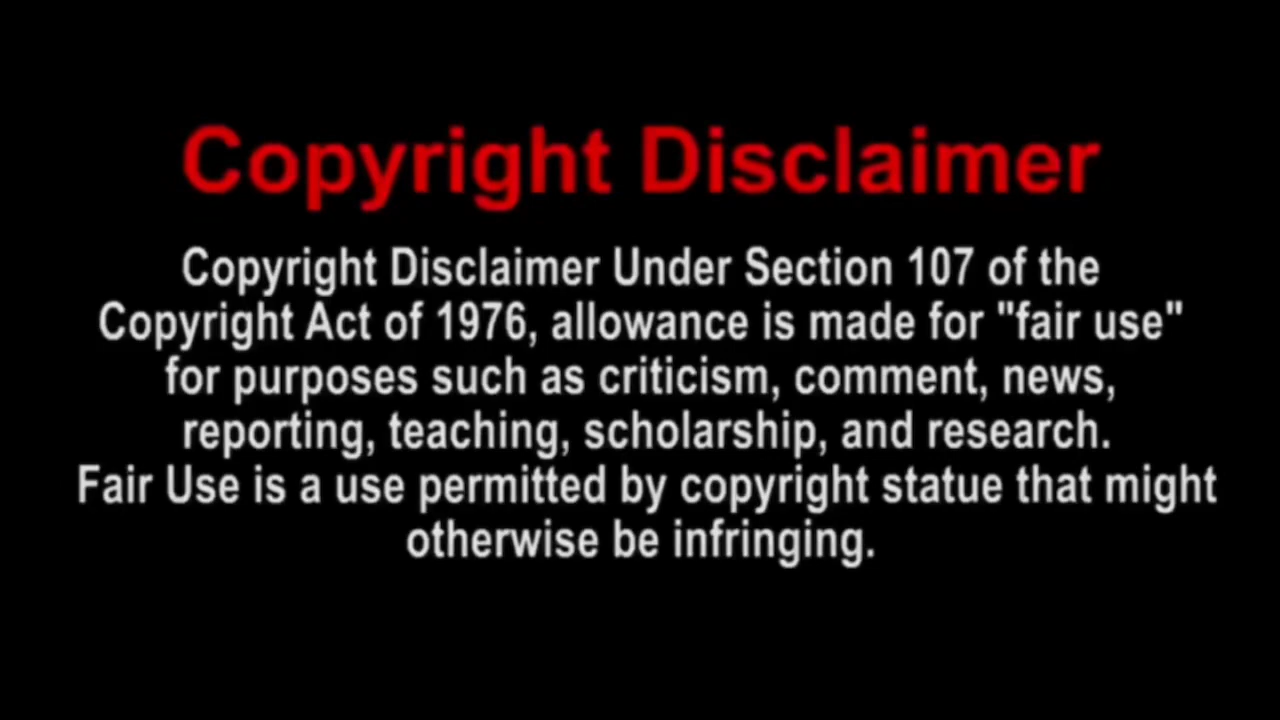 Copyright Disclaimer
Copyright Disclaimer Under Section 107 of the
Copyright Act of 1976, allowance is made for "fair use"
for purposes such as criticism, comment, news,
reporting, teaching, scholarship, and research.
Fair Use is a use permitted by copyright statue that might
otherwise be infringing.